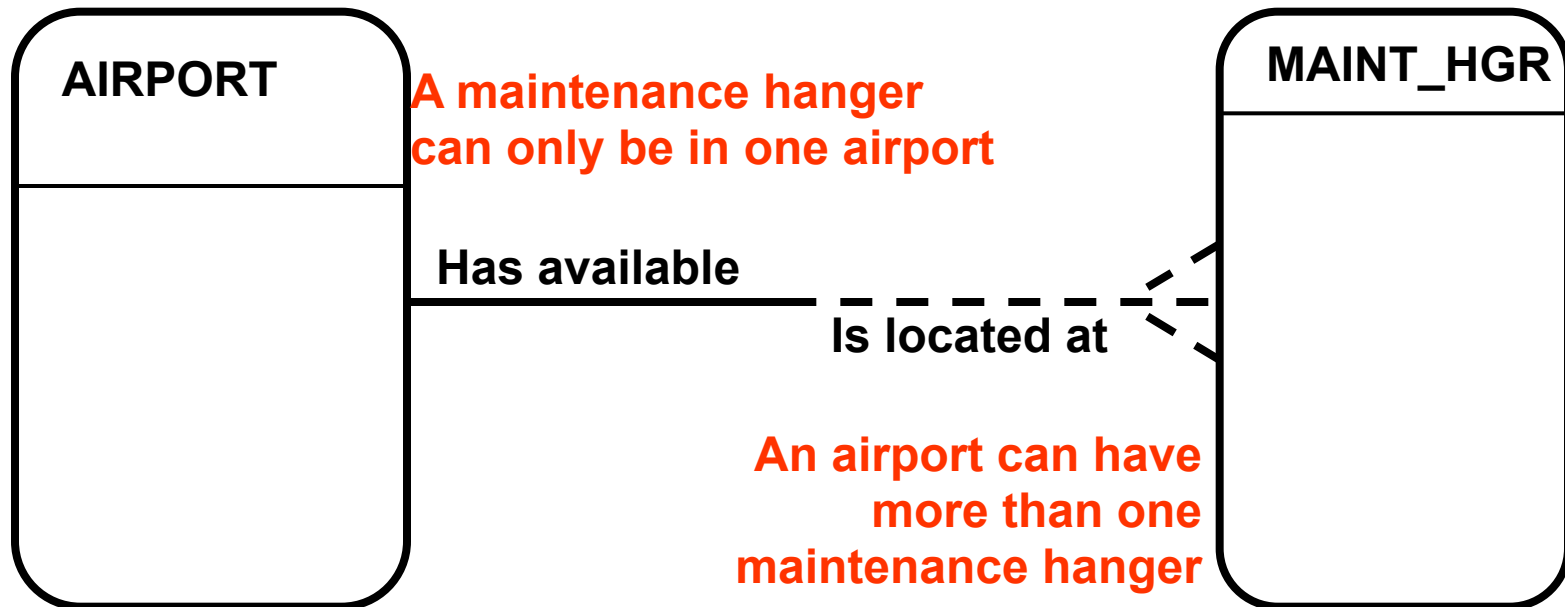 AIRPORT
MAINT_HGR
A maintenance hanger
can only be in one airport
Has available
Is located at
An airport can have
more than one
maintenance hanger